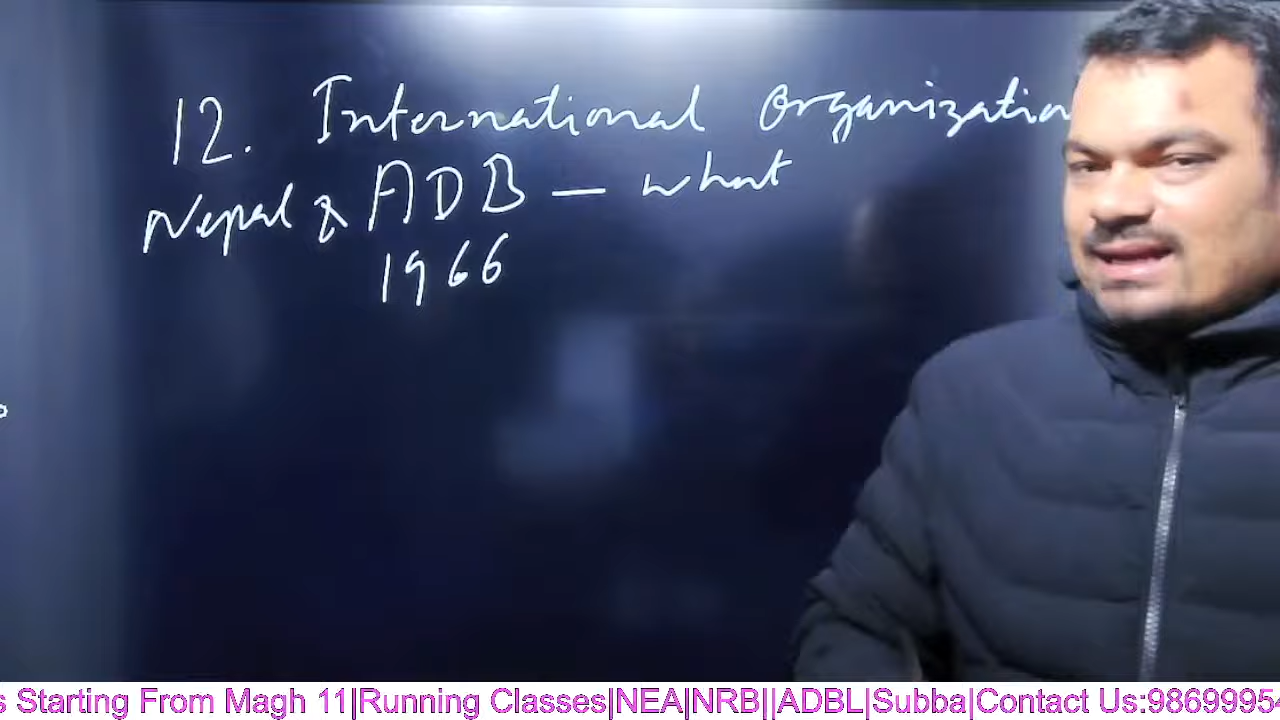 12. International Organization
Nepal & ADB — what
1966
s Starting From Magh 11|Running Classes|NEA|NRB||ADBL|Subba|Contact Us:98699954